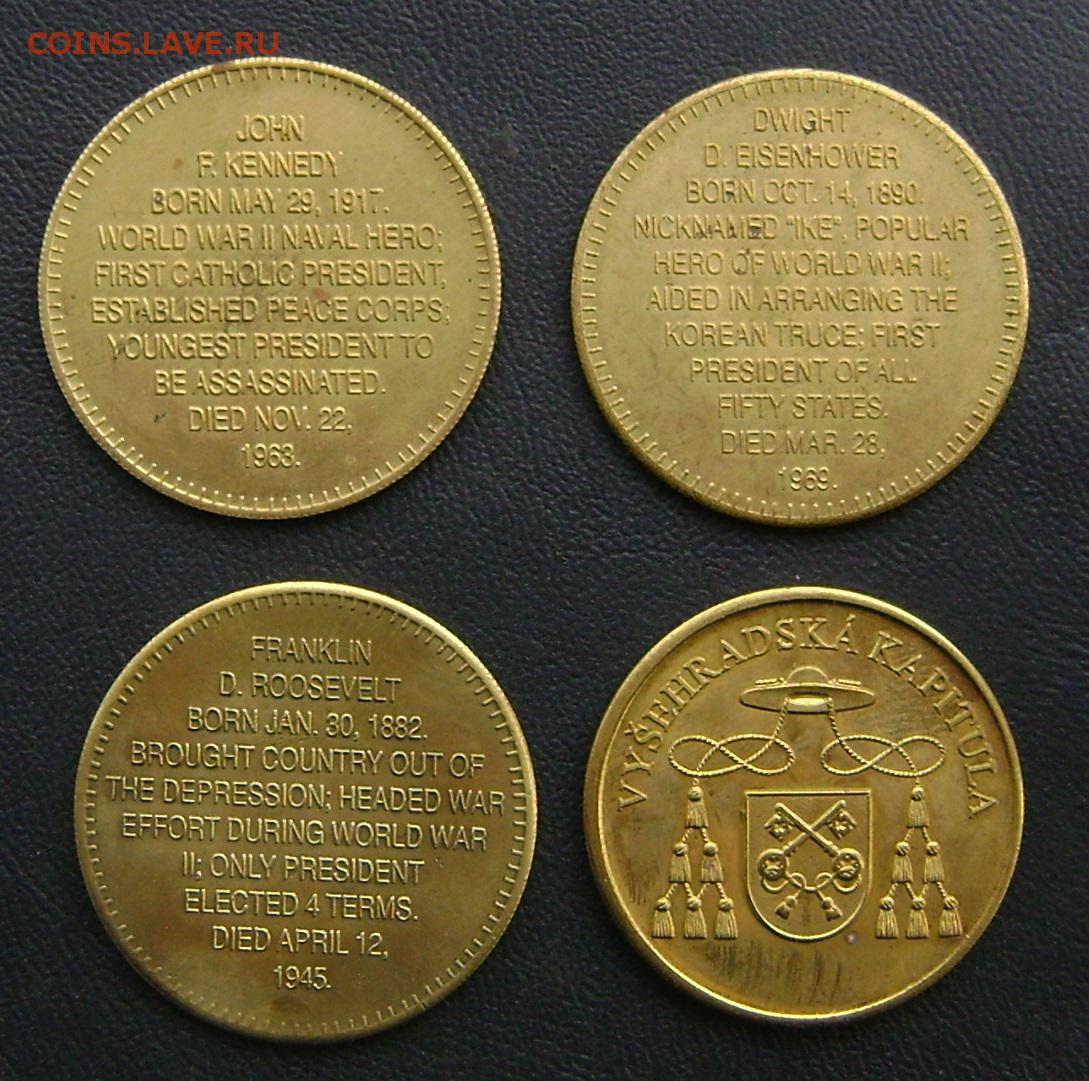 COINS.LAVE.RU
JOHN
F. KENNEDY
BORN MAY 29, 1917.
WORLD WAR II NAVAL HERO;
FIRST CATHOLIC PRESIDENT,
ESTABLISHED PEACE CORPS;
YOUNGEST PRESIDENT TO
BE ASSASSINATED.
DIED NOV. 22,
1963.
DWIGHT
D. EISENHOWER
BORN OCT. 14, 1890.
NICKNAMED "IKE", POPULAR
HERO OF WORLD WAR II;
AIDED IN ARRANGING THE
KOREAN TRUCE; FIRST
PRESIDENT OF ALL
FIFTY STATES.
DIED MAR. 28,
1969.
FRANKLIN
D. ROOSEVELT
BORN JAN. 30, 1882.
BROUGHT COUNTRY OUT OF
THE DEPRESSION; HEADED WAR
EFFORT DURING WORLD WAR
II; ONLY PRESIDENT
ELECTED 4 TERMS.
DIED APRIL 12,
1945.
VYŠEHRADSKÁ KAPITULA